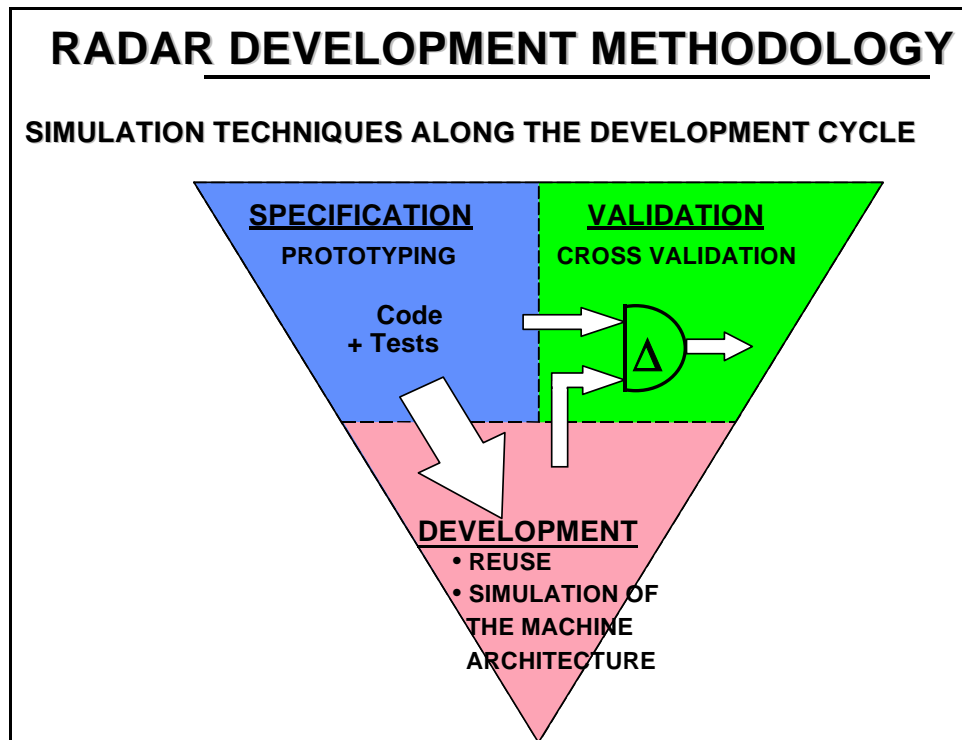 RADAR DEVELOPMENT METHODOLOGY
SIMULATION TECHNIQUES ALONG THE DEVELOPMENT CYCLE
SPECIFICATION
PROTOTYPING
Code
+ Tests
VALIDATION
CROSS VALIDATION
Δ
DEVELOPMENT
• REUSE
• SIMULATION OF
THE MACHINE
ARCHITECTURE